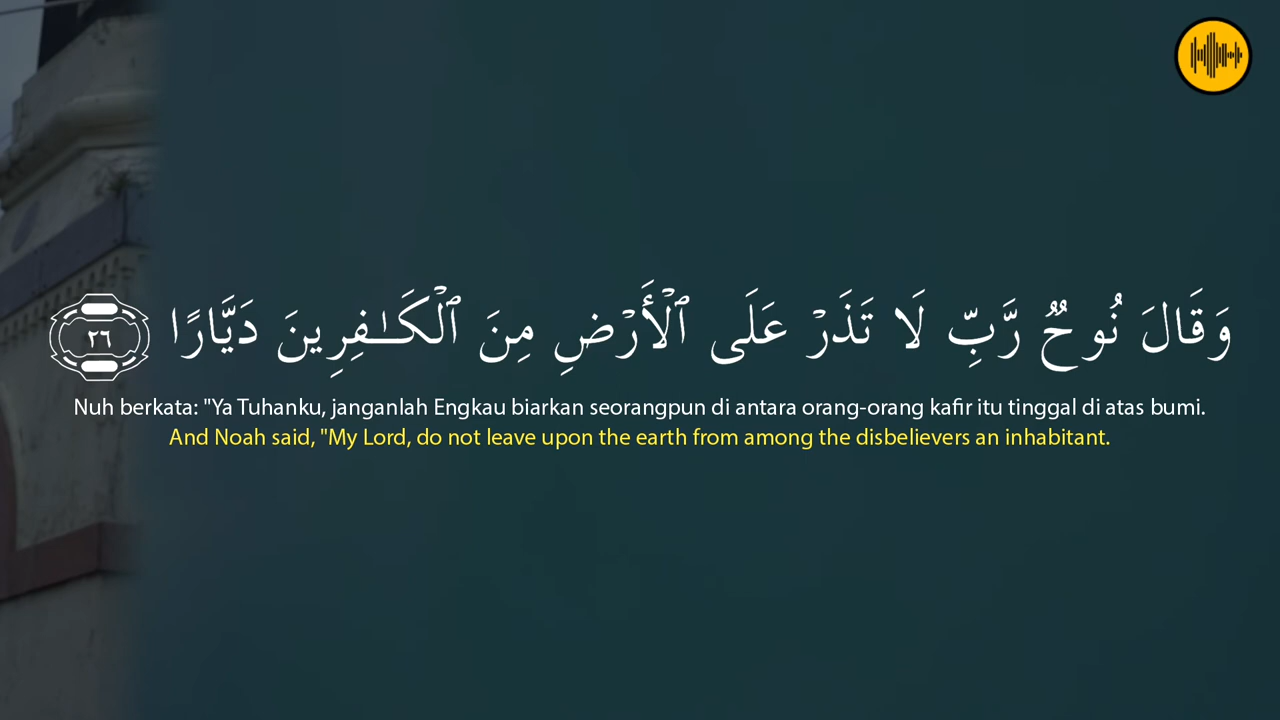 وَقَالَ نُوحٌ رَّبِّ لَا تَذَرْ عَلَى ٱلْأَرْضِ مِنَ ٱلْكَـٰفِرِينَ دَيَّارًا ٢٦
Nuh berkata: "Ya Tuhanku, janganlah Engkau biarkan seorangpun di antara orang-orang kafir itu tinggal di atas bumi.
And Noah said, "My Lord, do not leave upon the earth from among the disbelievers an inhabitant.